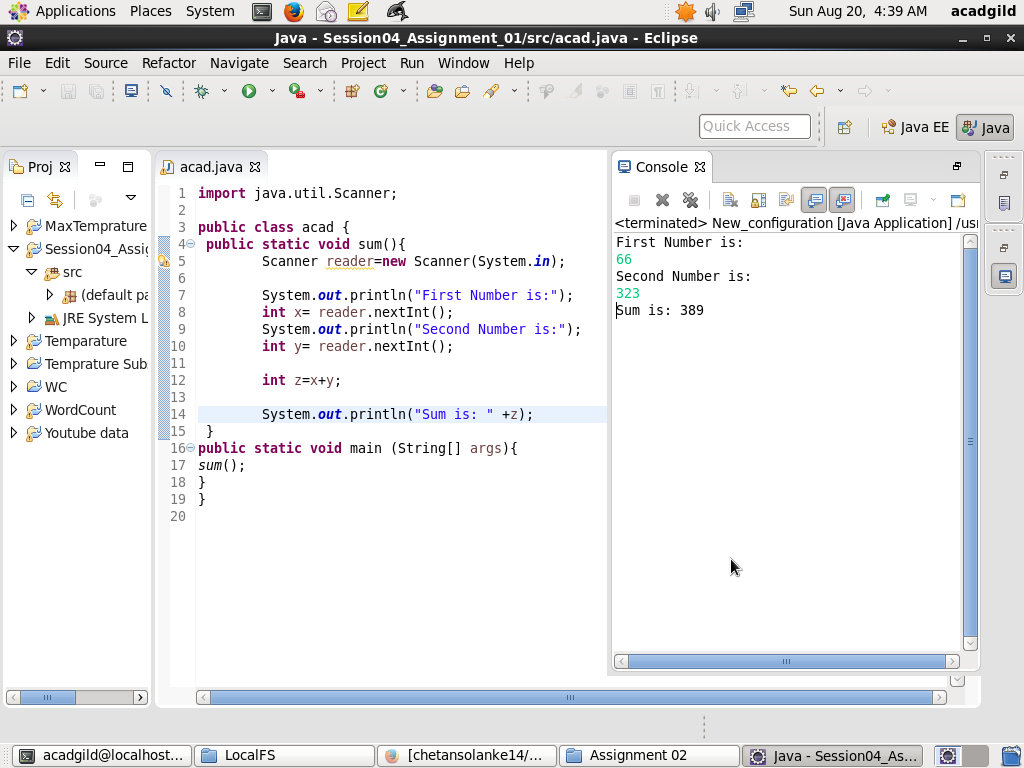 Applications Places System Sun Aug 20, 4:39 AM acadgild
Java - Session04_Assignment_01/src/acad.java - Eclipse
File Edit Source Refactor Navigate Search Project Run Window Help
Quick Access Java EE Java
Proj
MaxTemprature
Session04_Assig
src
(default pa
JRE System L
Temparature
Temprature Sub
WC
WordCount
Youtube data
acad.java
1 import java.util.Scanner;
2
3 public class acad {
4 public static void sum(){
5 Scanner reader=new Scanner(System.in);
6
7 System.out.println("First Number is:");
8 int x= reader.nextInt();
9 System.out.println("Second Number is:");
10 int y= reader.nextInt();
11
12 int z=x+y;
13
14 System.out.println("Sum is: " +z);
15 }
16 public static void main (String[] args){
17 sum();
18 }
19 }
20
Console
<terminated> New_configuration [Java Application] /usr
First Number is:
66
Second Number is:
323
Sum is: 389
acadgild@localhost... LocalFS [chetansolanke14/... Assignment 02 Java - Session04_As...